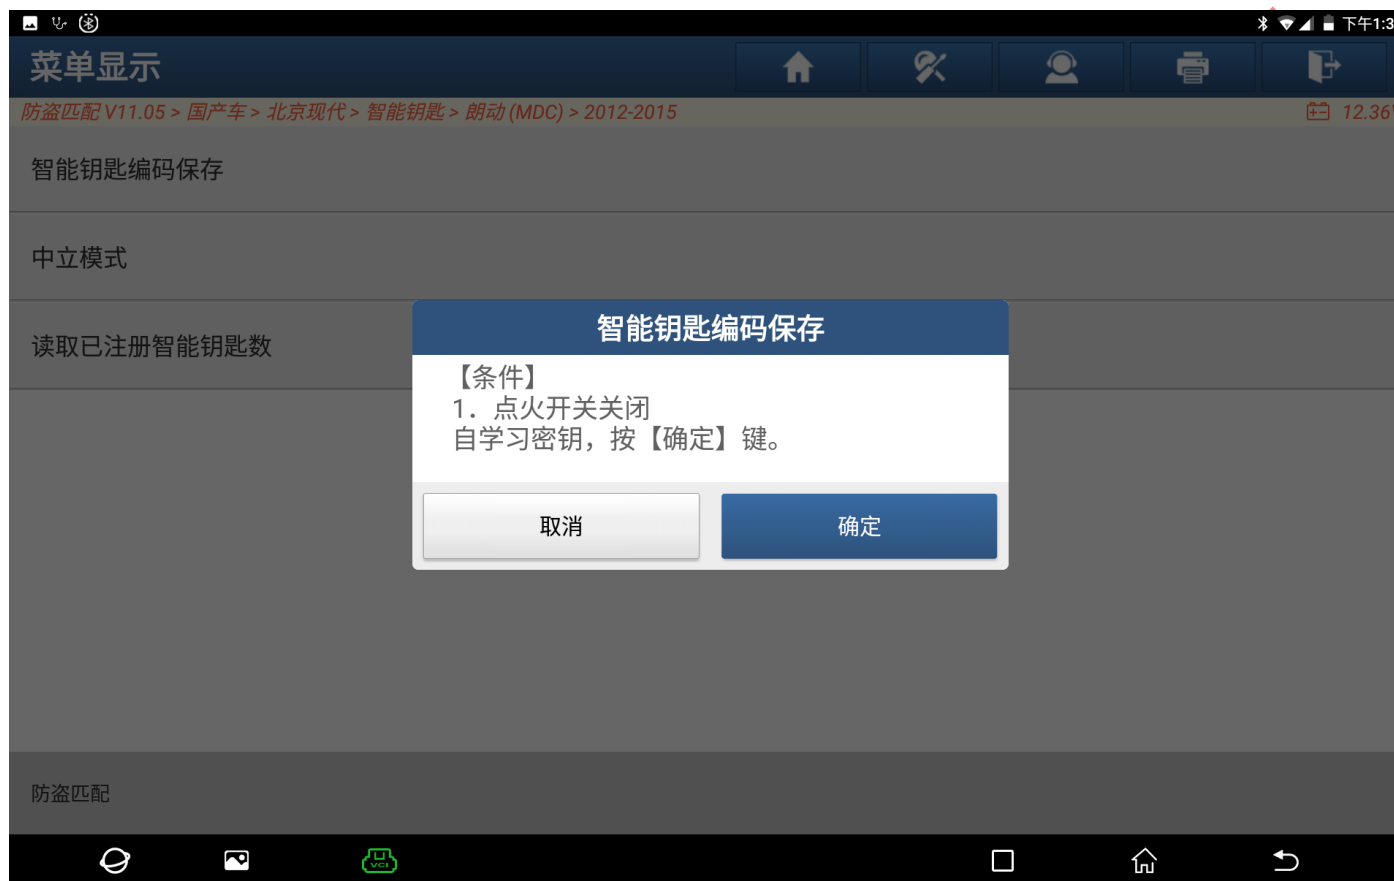 下午1:3
菜单显示
防盗匹配 V11.05 > 国产车 > 北京现代 > 智能钥匙 > 朗动 (MDC) > 2012-2015
12.36
智能钥匙编码保存
中立模式
读取已注册智能钥匙数
智能钥匙编码保存
【条件】
1. 点火开关关闭
自学习密钥，按【确定】键。
取消
确定
防盗匹配
VCI